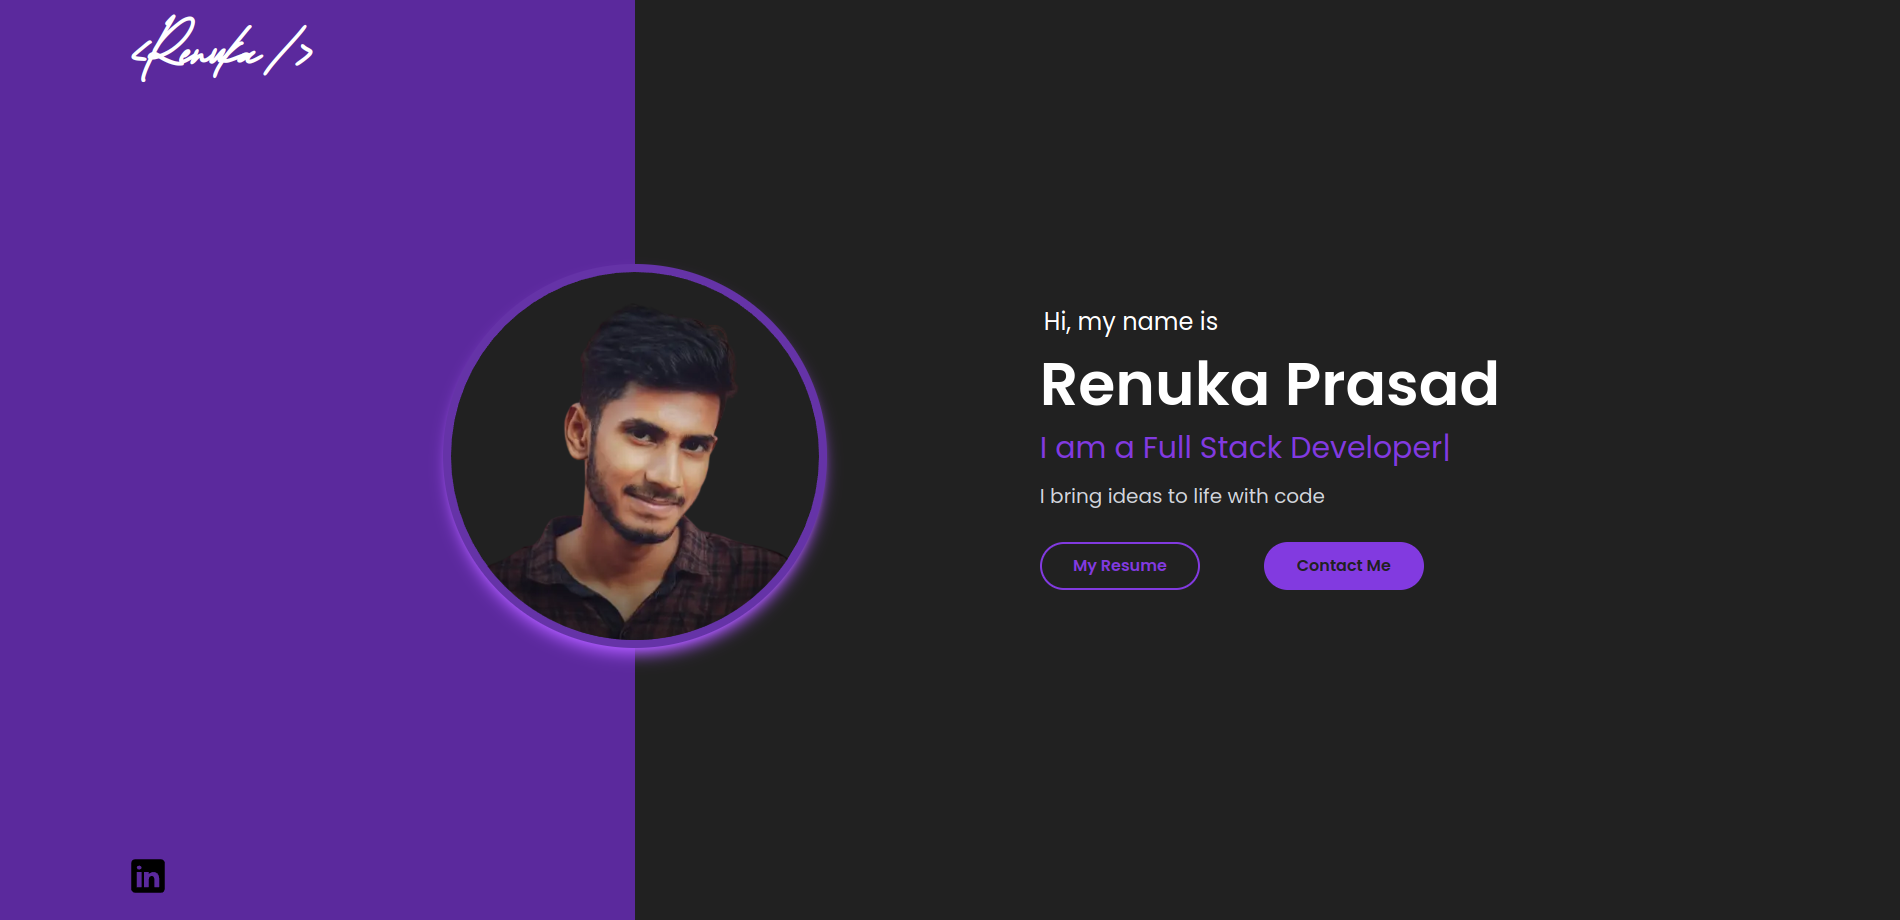 <Renuka />
Hi, my name is
Renuka Prasad
I am a Full Stack Developer|
I bring ideas to life with code
My Resume
Contact Me
in